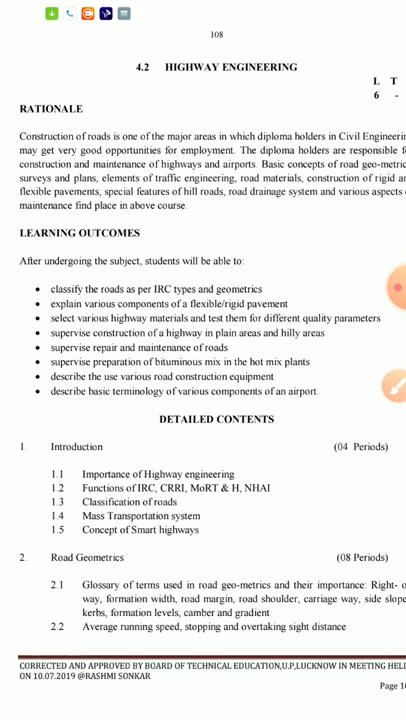 108
4.2 HIGHWAY ENGINEERING
L T
6 -
RATIONALE
Construction of roads is one of the major areas in which diploma holders in Civil
may get very good opportunities for employment. The diploma holders are responsible
construction and maintenance of highways and airports. Basic concepts of road geo-metric
surveys and plans, elements of traffic engineering, road materials, construction of rigid
flexible pavements, special features of hill roads, road drainage system and various aspects
maintenance find place in above course.
LEARNING OUTCOMES
After undergoing the subject, students will be able to:
• classify the roads as per IRC types and geometrics
• explain various components of a flexible/rigid pavement
• select various highway materials and test them for different quality parameters
• supervise construction of a highway in plain areas and hilly areas
• supervise repair and maintenance of roads
• supervise preparation of bituminous mix in the hot mix plants
• describe the use various road construction equipment
• describe basic terminology of various components of an airport.
DETAILED CONTENTS
1. Introduction (04 Periods)
1.1 Importance of Highway engineering
1.2 Functions of IRC, CRRI, MoRT & H, NHAI
1.3 Classification of roads
1.4 Mass Transportation system
1.5 Concept of Smart highways
2. Road Geometrics (08 Periods)
2.1 Glossary of terms used in road geo-metrics and their importance: Right-
way, formation width, road margin, road shoulder, carriage way, side
kerbs, formation levels, camber and gradient
2.2 Average running speed, stopping and overtaking sight distance
CORRECTED AND APPROVED BY BOARD OF TECHNICAL EDUCATION,U.P,LUCKNOW IN MEETING
ON 10.07.2019 @RASHMI SONKAR
Page